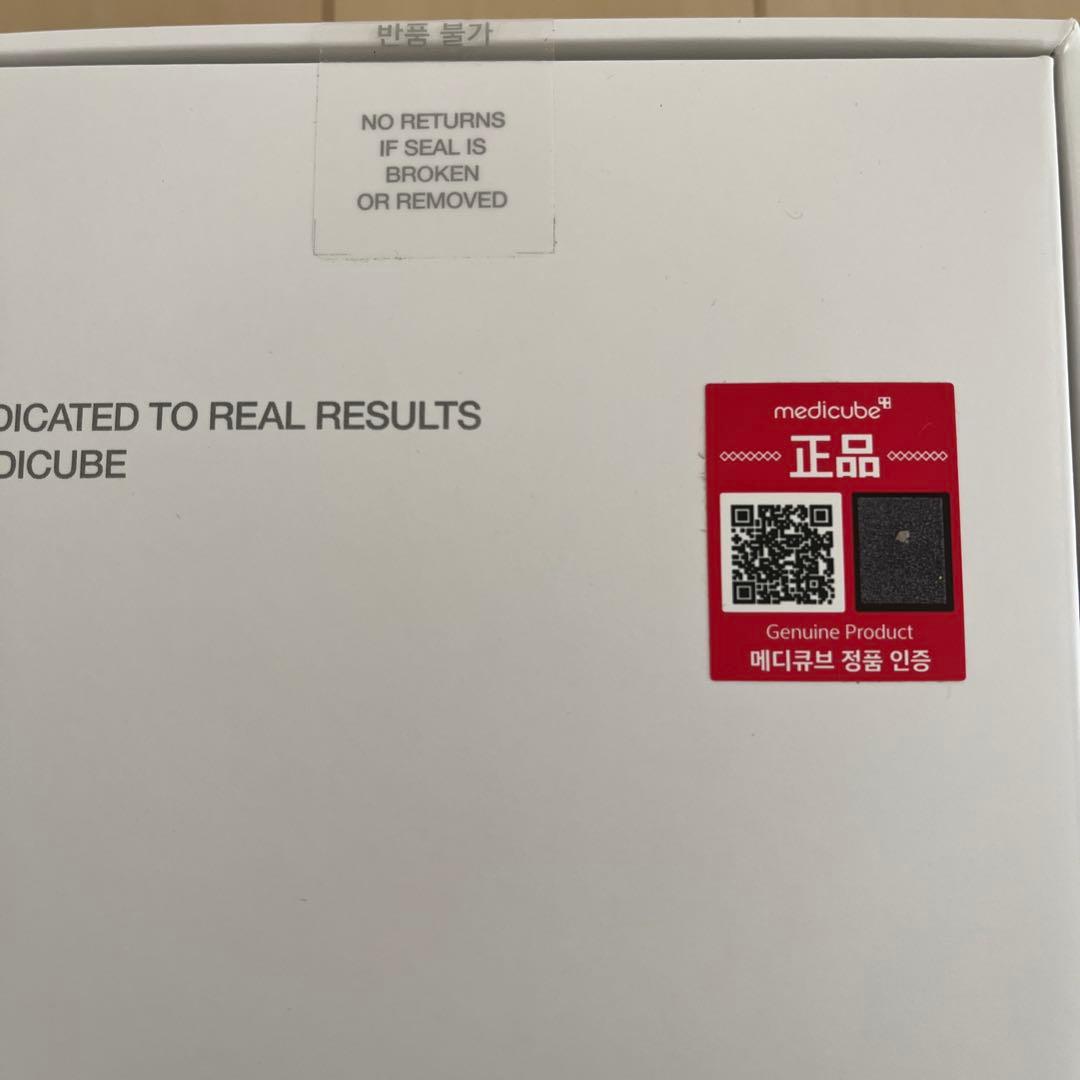 반품 불가
NO RETURNS
IF SEAL IS
BROKEN
OR REMOVED
DICATED TO REAL RESULTS
DICUBE
medicube
正品
Genuine Product
메디큐브 정품 인증